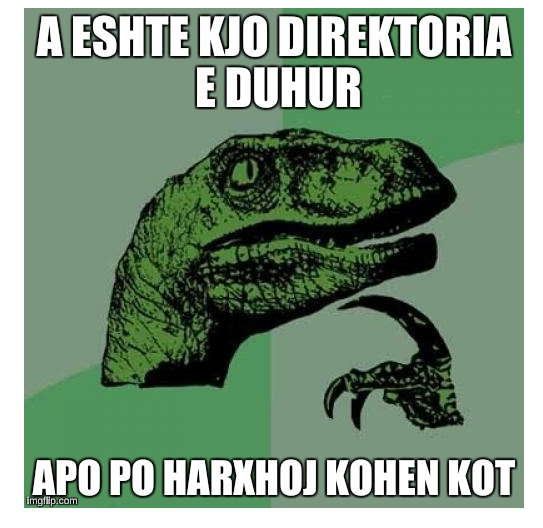 A ESHTE KJO DIREKTORIA
E DUHUR
APO PO HARXHOJ KOHEN KOT
imgflip.com